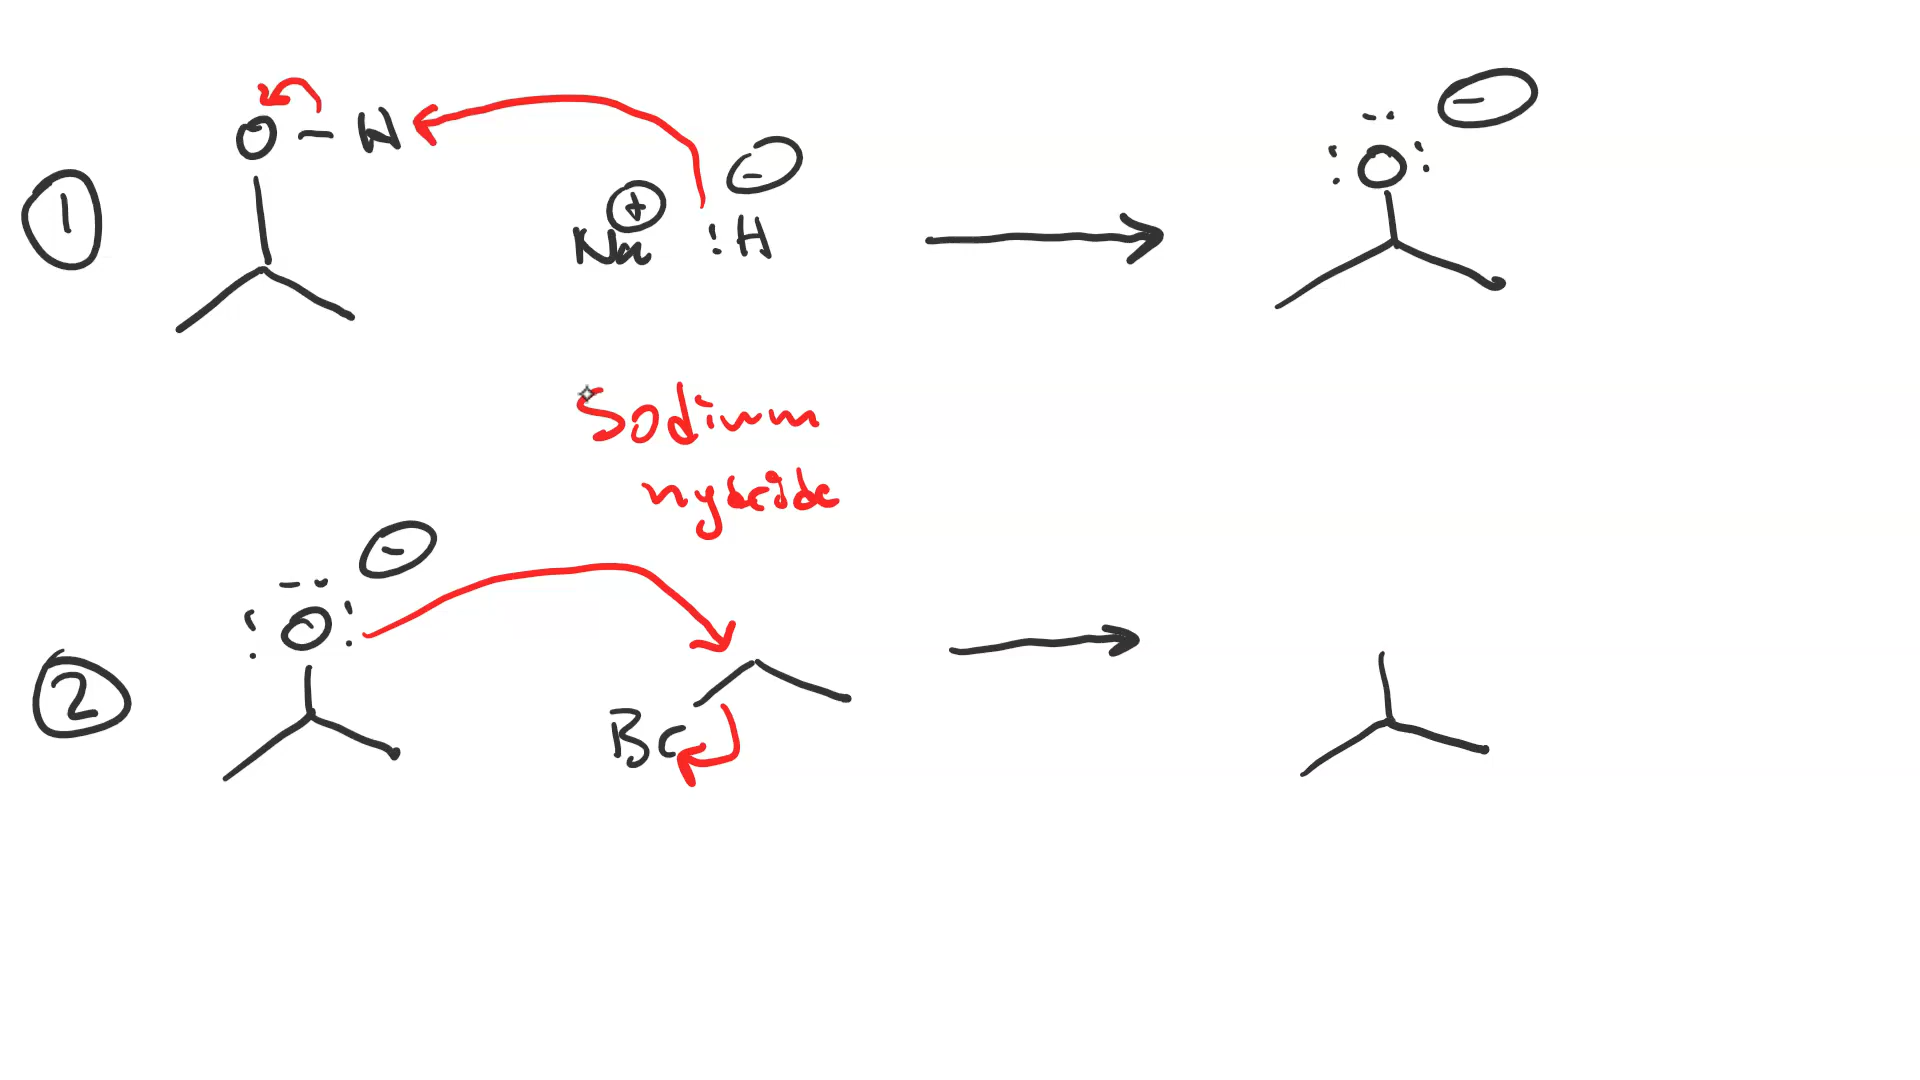 O - H
1
Na + : H -
: O : -
Sodium
hydride
: O : -
2
Br